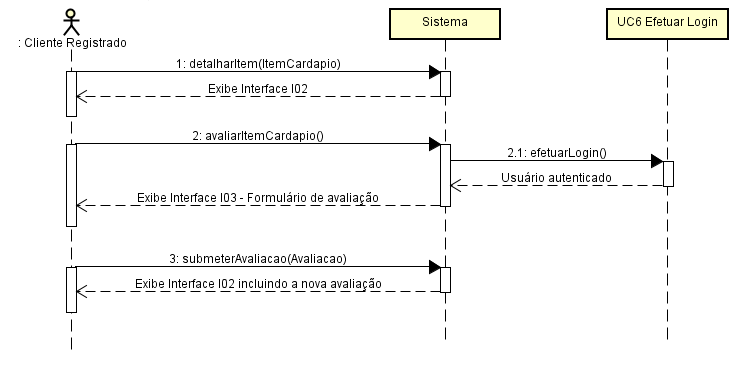 : Cliente Registrado
Sistema
UC6 Efetuar Login
1: detalharItem(ItemCardapio)
Exibe Interface I02
2: avaliarItemCardapio()
2.1: efetuarLogin()
Usuário autenticado
Exibe Interface I03 - Formulário de avaliação
3: submeterAvaliacao(Avaliacao)
Exibe Interface I02 incluindo a nova avaliação